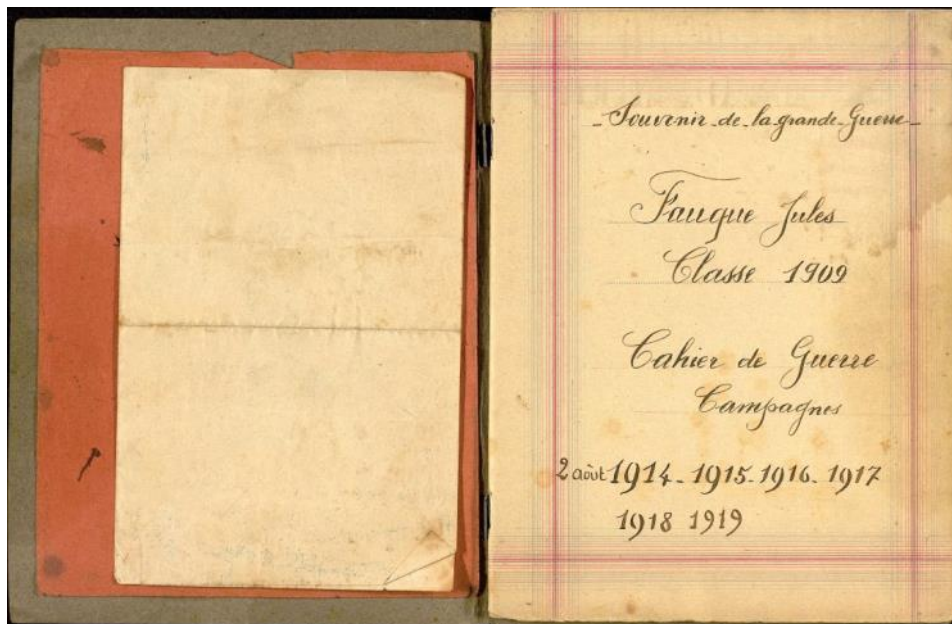 - Souvenir - de - la - grande - Guerre -
Fauque Jules
Classe 1909
Cahier de Guerre
Campagnes
2 août 1914 - 1915 - 1916 - 1917
1918 1919